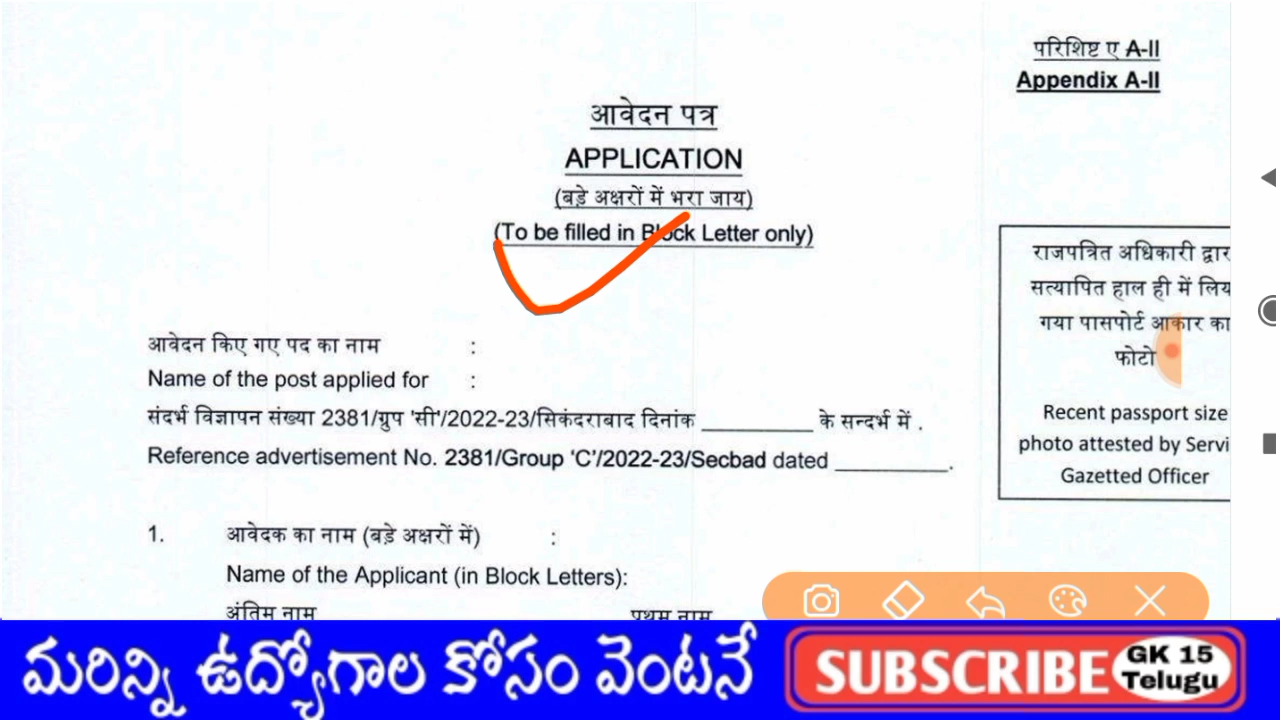 परिशिष्ट ए A-II
Appendix A-II
आवेदन पत्र
APPLICATION
(बड़े अक्षरों में भरा जाय)
(To be filled in Block Letter only)
राजपत्रित अधिकारी द्वार
सत्यापित हाल ही में लिय
गया पासपोर्ट आकार का
फोटो
Recent passport size
photo attested by Servi
Gazetted Officer
आवेदन किए गए पद का नाम :
Name of the post applied for :
संदर्भ विज्ञापन संख्या 2381/ग्रुप 'सी'/2022-23/सिकंदराबाद दिनांक _________ के सन्दर्भ में .
Reference advertisement No. 2381/Group 'C'/2022-23/Secbad dated _________.
1. आवेदक का नाम (बड़े अक्षरों में) :
Name of the Applicant (in Block Letters):
अंतिम नाम प्रथम नाम
మరిన్ని ఉద్యోగాల కోసం వెంటనే SUBSCRIBE GK 15 Telugu